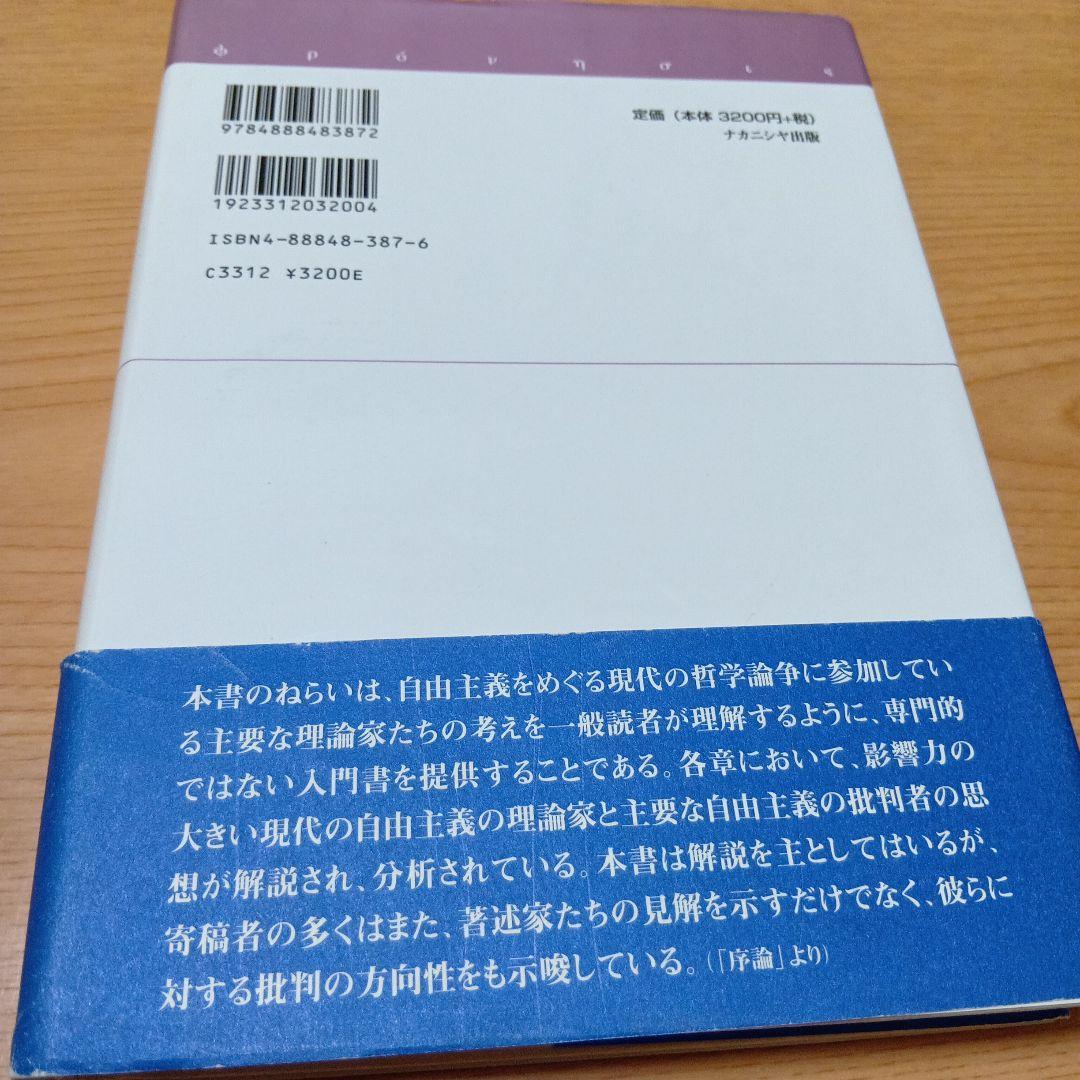 φ ρ ό ν η σ ι ς
9784888483872
1923312032004
ISBN4-88848-387-6
C3312 ¥3200E
定価（本体 3200円+税）
ナカニシヤ出版
本書のねらいは、自由主義をめぐる現代の哲学論争に参加してい
る主要な理論家たちの考えを一般読者が理解するように、専門的
ではない入門書を提供することである。各章において、影響力の
大きい現代の自由主義の理論家と主要な自由主義の批判者の思
想が解説され、分析されている。本書は解説を主としてはいるが、
寄稿者の多くはまた、著述家たちの見解を示すだけでなく、彼らに
対する批判の方向性をも示唆している。（「序論」より）